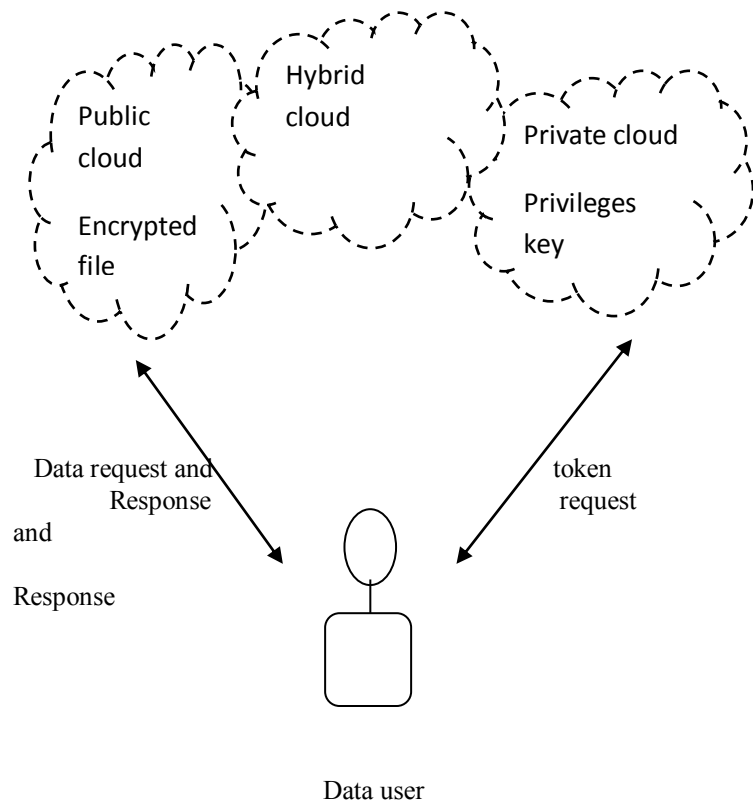 Public
cloud
Encrypted
file
Hybrid
cloud
Private cloud
Privileges
key
Data request and
Response
and
Response
token
request
Data user